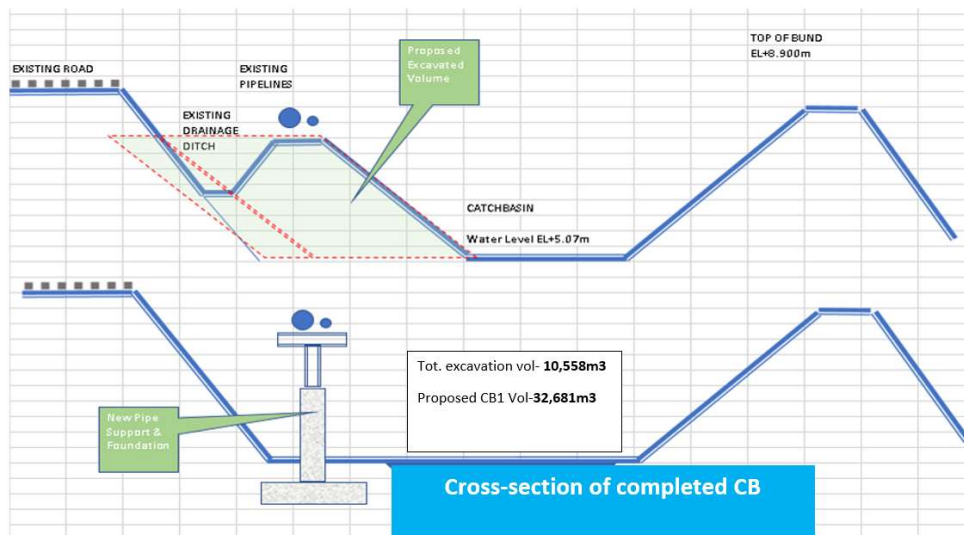 TOP OF BUND
EL+8.900m
EXISTING ROAD
EXISTING
PIPELINES
Proposed
Excavated
Volume
EXISTING
DRAINAGE
DITCH
CATCHBASIN
Water Level EL+5.07m
Tot. excavation vol- 10,558m3
Proposed CB1 Vol-32,681m3
New Pipe
Support &
Foundation
Cross-section of completed CB